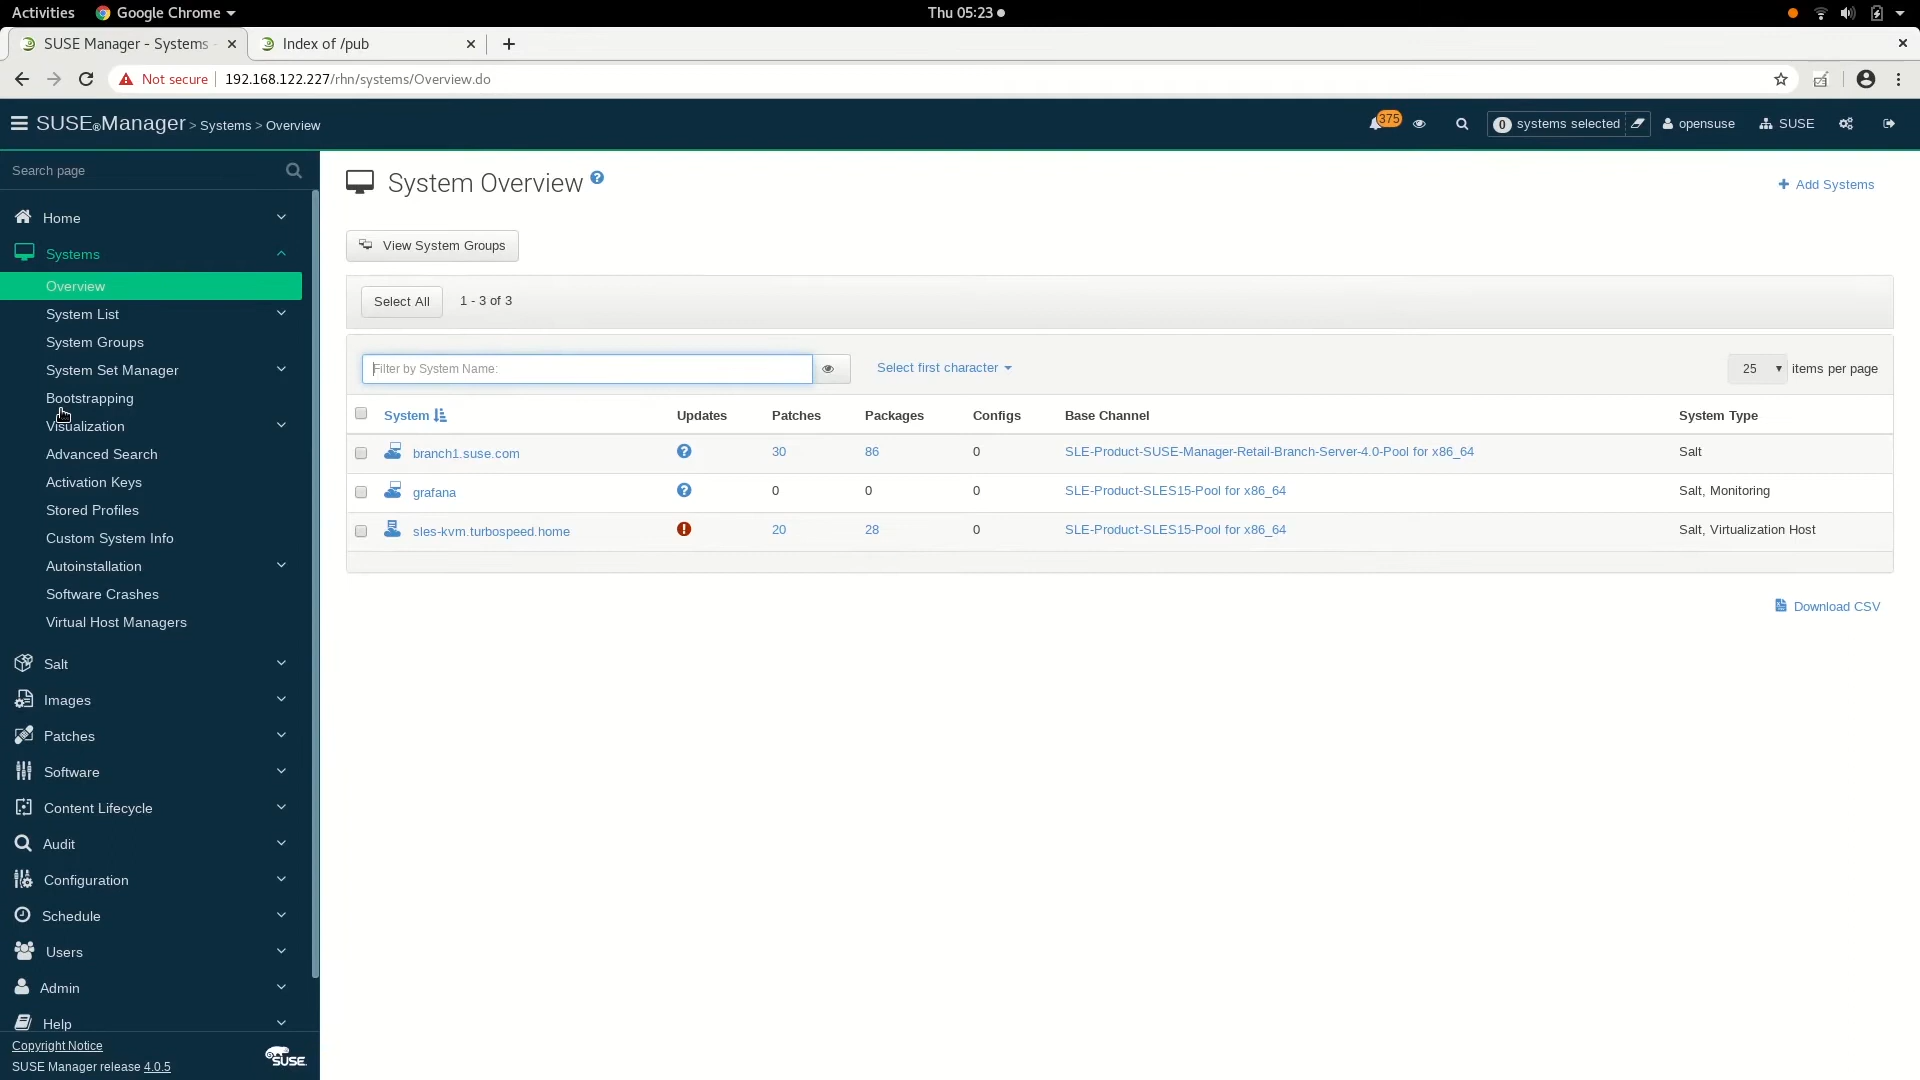 Activities
Google Chrome
Thu 05:23
SUSE Manager - Systems -
Index of /pub
Not secure
192.168.122.227/rhn/systems/Overview.do
SUSE®Manager > Systems > Overview
375
0 systems selected
opensuse
SUSE
Search page
Home
Systems
Overview
System List
System Groups
System Set Manager
Bootstrapping
Visualization
Advanced Search
Activation Keys
Stored Profiles
Custom System Info
Autoinstallation
Software Crashes
Virtual Host Managers
Salt
Images
Patches
Software
Content Lifecycle
Audit
Configuration
Schedule
Users
Admin
Help
Copyright Notice
SUSE Manager release 4.0.5
SUSE
System Overview
Add Systems
View System Groups
Select All
1 - 3 of 3
Filter by System Name:
Select first character
25 items per page
System Updates Patches Packages Configs Base Channel System Type
branch1.suse.com 30 86 0 SLE-Product-SUSE-Manager-Retail-Branch-Server-4.0-Pool for x86_64 Salt
grafana 0 0 0 SLE-Product-SLES15-Pool for x86_64 Salt, Monitoring
sles-kvm.turbospeed.home 20 28 0 SLE-Product-SLES15-Pool for x86_64 Salt, Virtualization Host
Download CSV